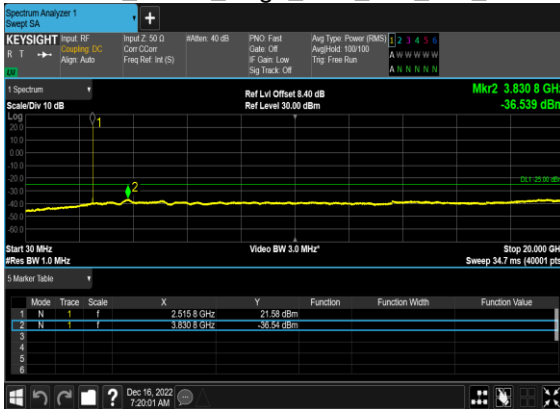 Spectrum Analyzer 1
Swept SA
+
KEYSIGHT Input: RF Input Z: 50 Ω #Atten: 40 dB PNO: Fast Avg Type: Power (RMS) 1 2 3 4 5 6
R T Coupling: DC Corr CCorr Gate: Off Avg|Hold: 100/100 A W W W W W
Align: Auto Freq Ref: Int (S) IF Gain: Low Trig: Free Run
Sig Track: Off A N N N N N
1 Spectrum Ref Lvl Offset 8.40 dB Mkr2 3.830 8 GHz
Scale/Div 10 dB Ref Level 30.00 dBm -36.539 dBm
Log
20.0
1
10.0
0.00
-10.0
-20.0
DL1 -25.00 dBm
-30.0
2
-40.0
-50.0
-60.0
Start 30 MHz Video BW 3.0 MHz* Stop 20.000 GH
#Res BW 1.0 MHz Sweep 34.7 ms (40001 pts
5 Marker Table
Mode Trace Scale X Y Function Function Width Function Value
1 N 1 f 2.515 8 GHz 21.58 dBm
2 N 1 f 3.830 8 GHz -36.54 dBm
3
4
5
6
? Dec 16, 2022
7:20:01 AM